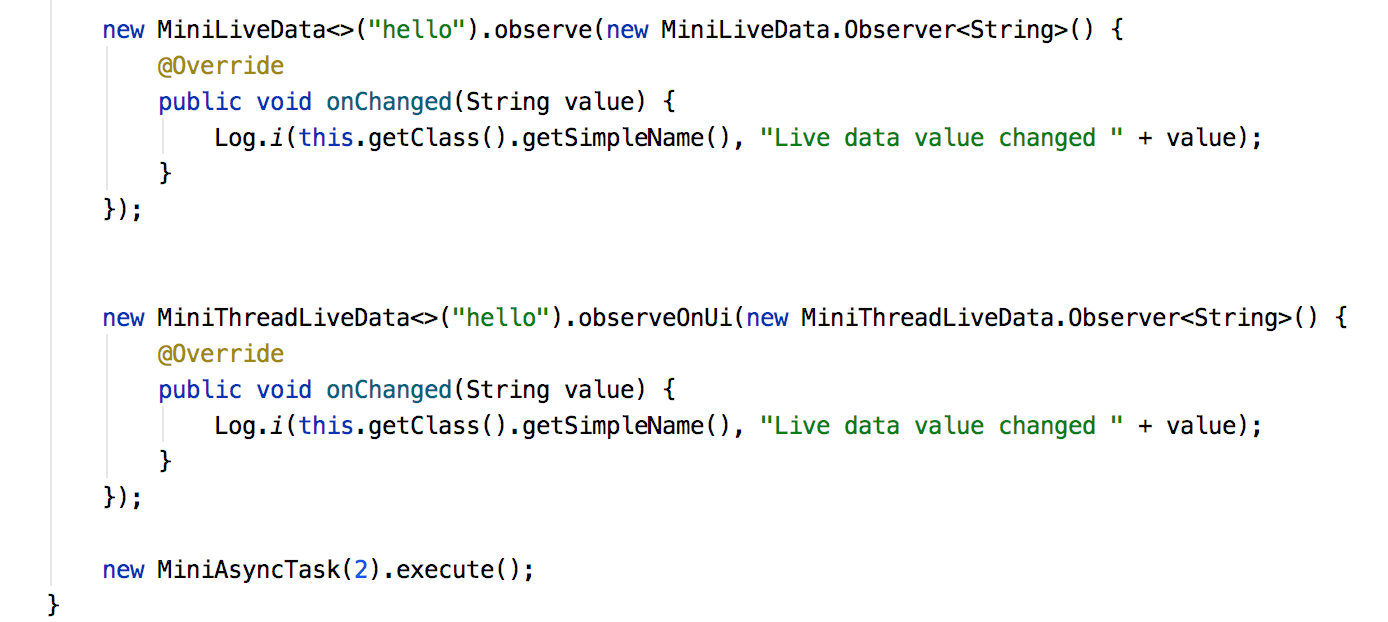 new MiniLiveData<>("hello").observe(new MiniLiveData.Observer<String>() {
@Override
public void onChanged(String value) {
Log.i(this.getClass().getSimpleName(), "Live data value changed " + value);
}
});
new MiniThreadLiveData<>("hello").observeOnUi(new MiniThreadLiveData.Observer<String>() {
@Override
public void onChanged(String value) {
Log.i(this.getClass().getSimpleName(), "Live data value changed " + value);
}
});
new MiniAsyncTask(2).execute();
}